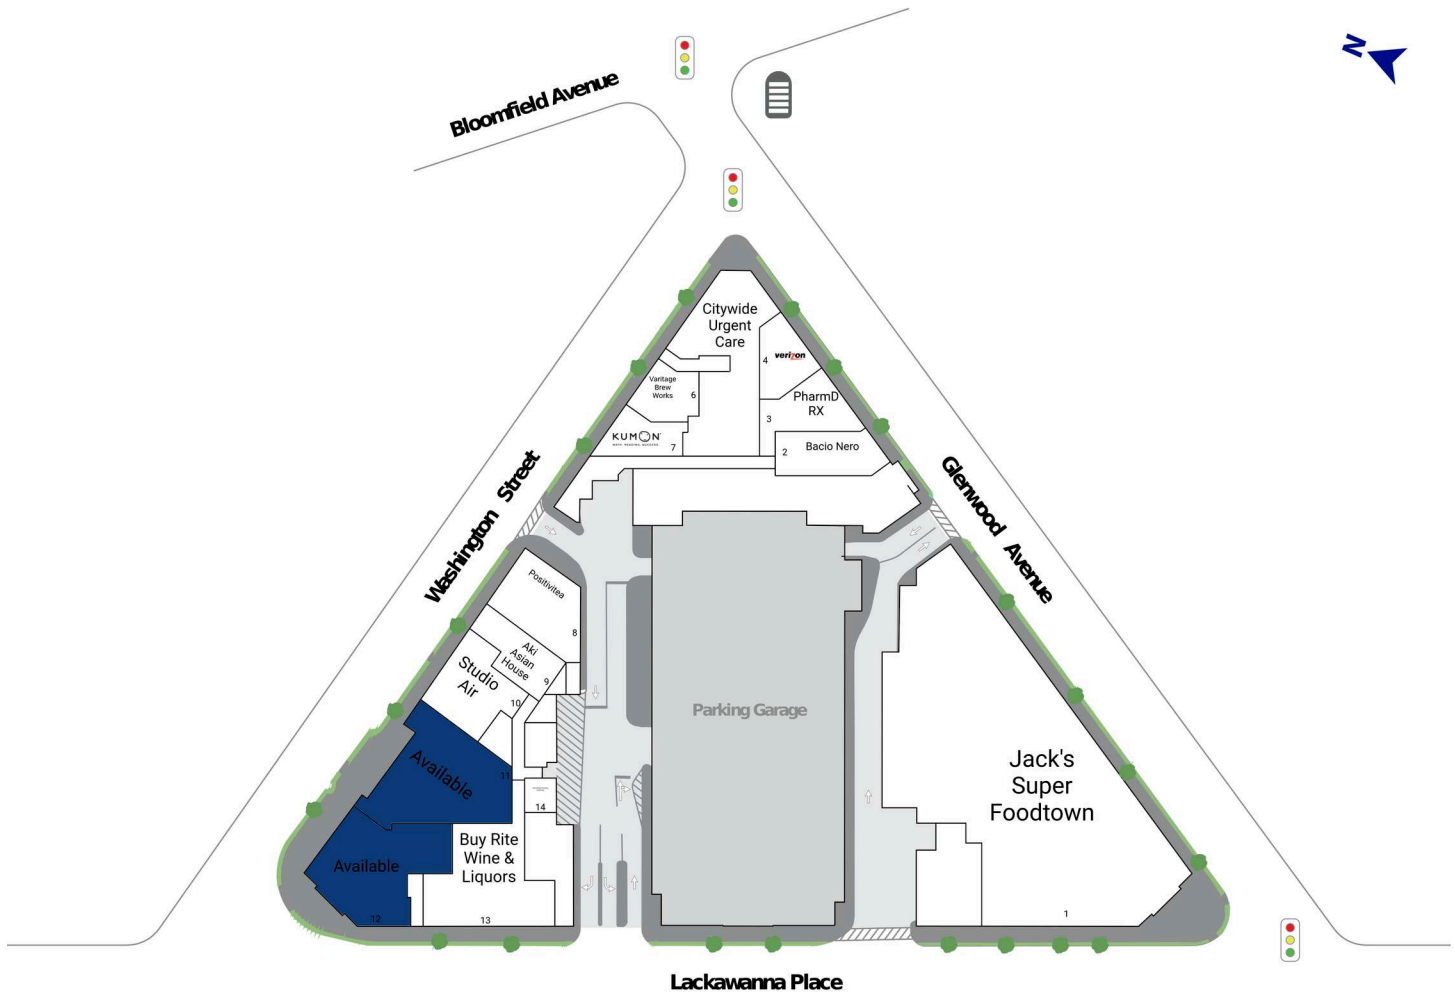 N
Bloomfield Avenue
Citywide
Urgent
Care
4
verizon
Vantage
Brew
Works
6
PharmD
RX
3
KUMON
7
2
Bacio Nero
Washington Street
Glenwood Avenue
Positivitea
8
Aki
Asian
House
9
Studio
Air
10
Parking Garage
Available
11
Jack's
Super
Foodtown
14
Buy Rite
Wine &
Liquors
Available
12
13
1
Lackawanna Place